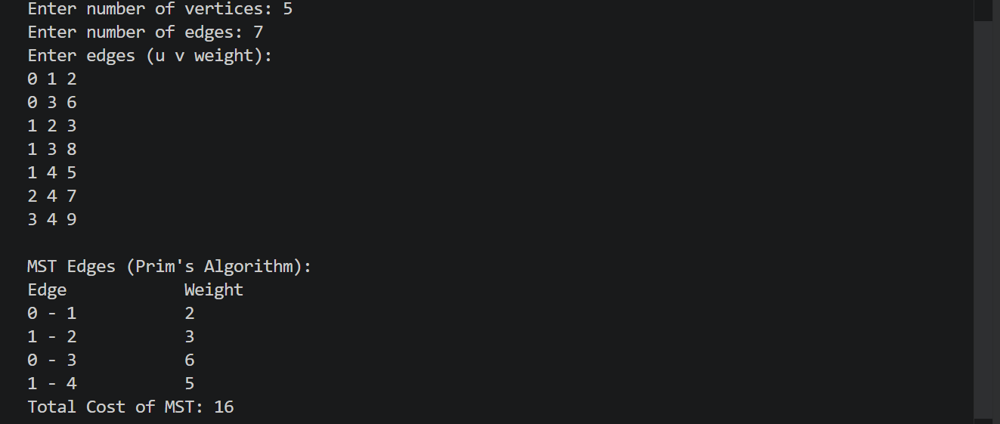 Enter number of vertices: 5
Enter number of edges: 7
Enter edges (u v weight):
0 1 2
0 3 6
1 2 3
1 3 8
1 4 5
2 4 7
3 4 9
MST Edges (Prim's Algorithm):
Edge Weight
0 - 1 2
1 - 2 3
0 - 3 6
1 - 4 5
Total Cost of MST: 16